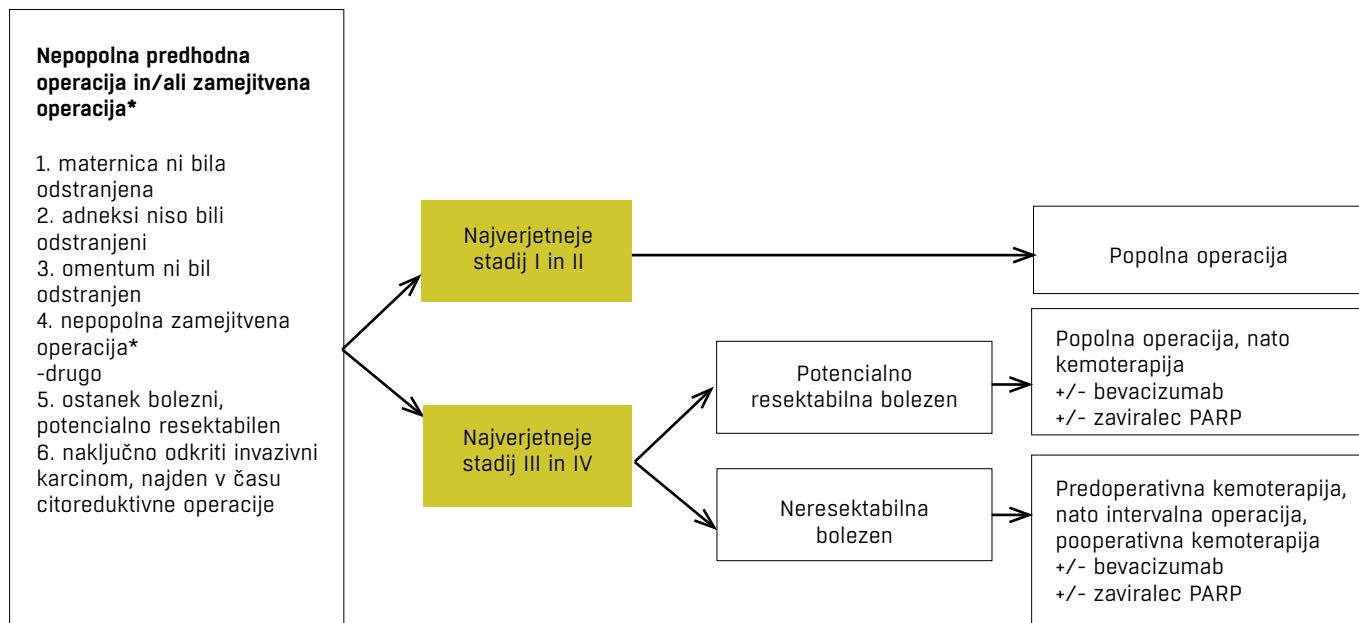 Nepopolna predhodna
operacija in/ali zamejitvena
operacija*
1. maternica ni bila
odstranjena
2. adneksi niso bili
odstranjeni
3. omentum ni bil
odstranjen
4. nepopolna zamejitvena
operacija*
-drugo
5. ostanek bolezni,
potencialno resektabilen
6. naključno odkriti invazivni
karcinom, najden v času
citoreduktivne operacije
Najverjetneje
stadij I in II
Popolna operacija
Najverjetneje
stadij III in IV
Potencialno
resektabilna bolezen
Popolna operacija, nato
kemoterapija
+/- bevacizumab
+/- zaviralec PARP
Neresektabilna
bolezen
Predoperativna kemoterapija,
nato intervalna operacija,
pooperativna kemoterapija
+/- bevacizumab
+/- zaviralec PARP